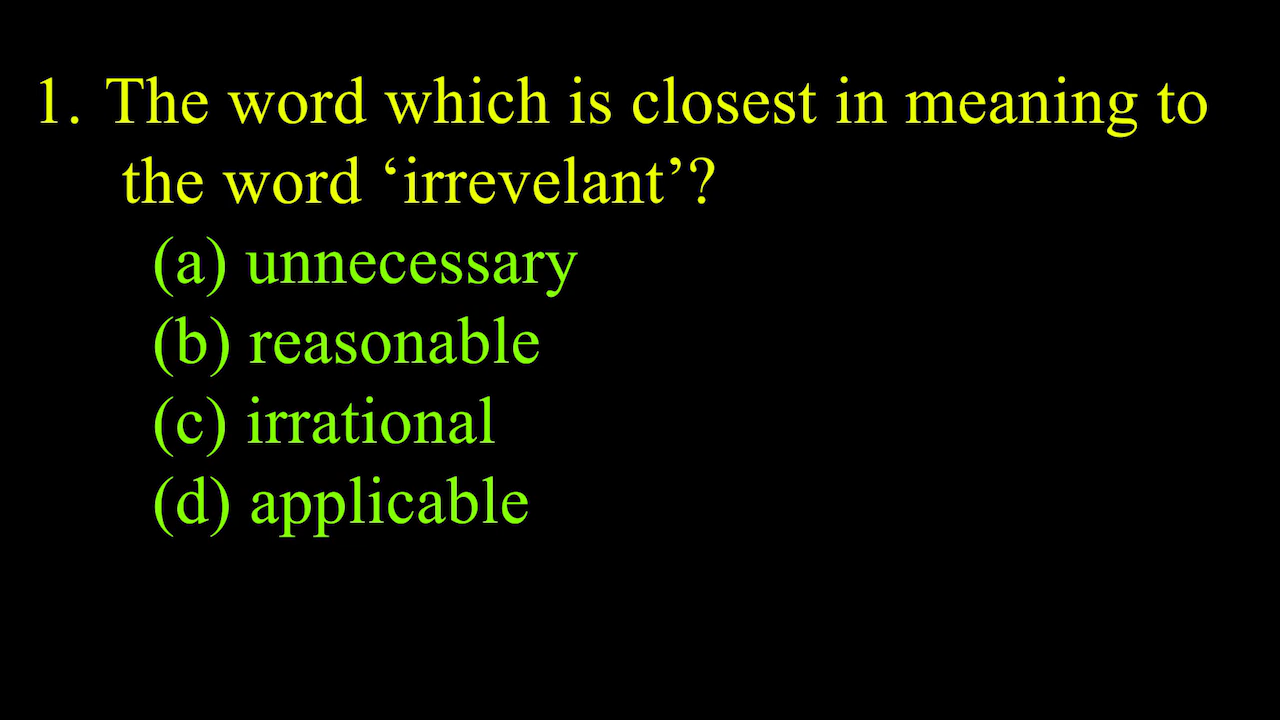 1. The word which is closest in meaning to
the word ‘irrevelant’?
(a) unnecessary
(b) reasonable
(c) irrational
(d) applicable